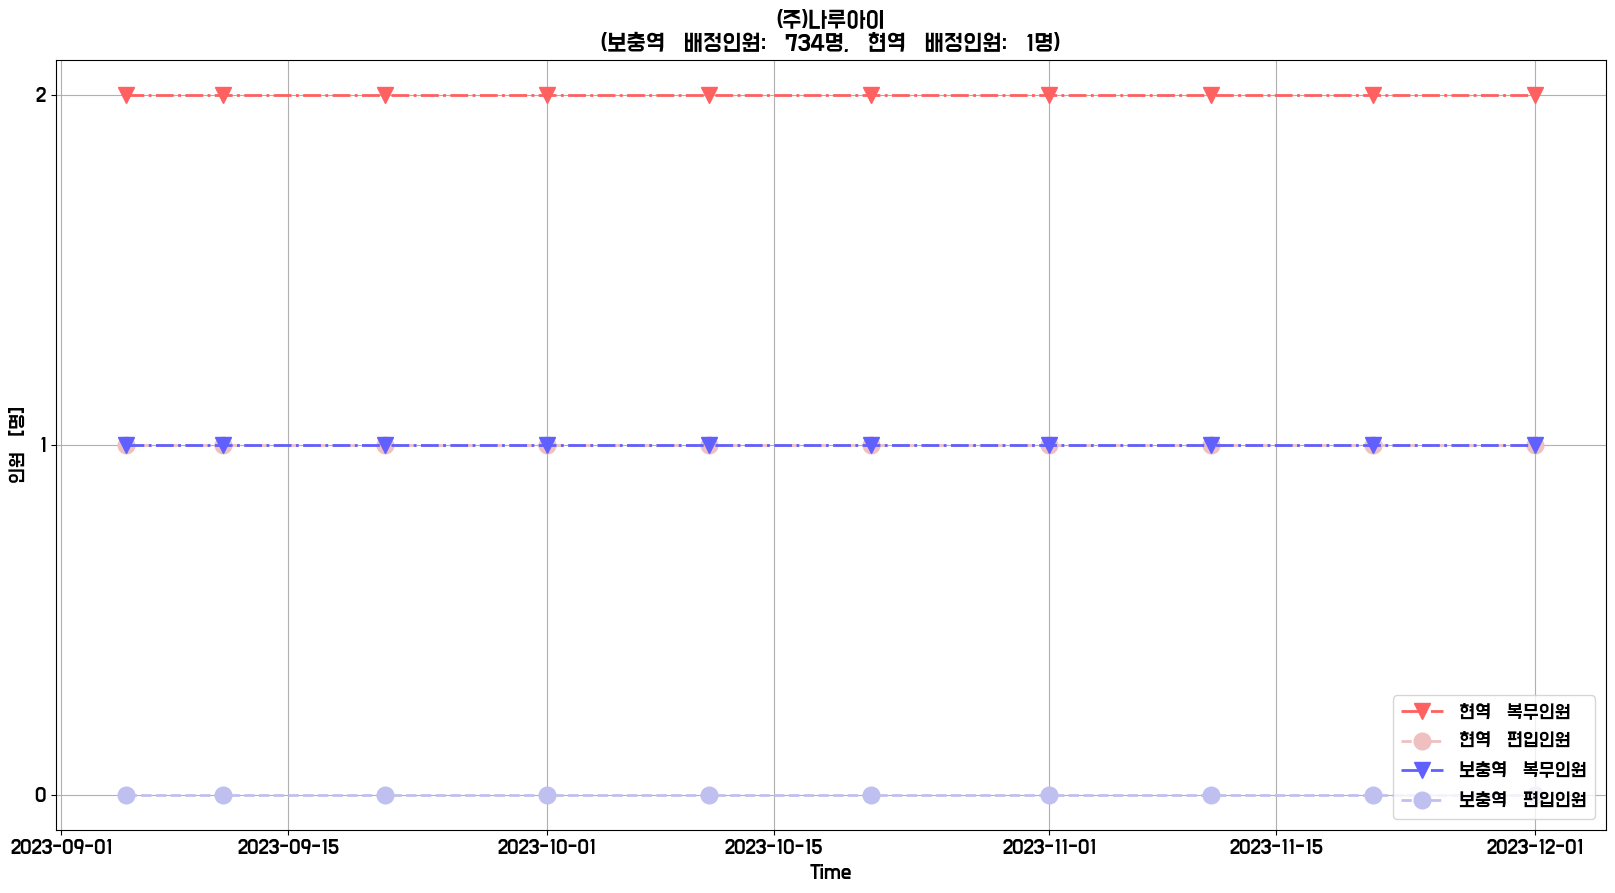 (주)나루아이
(보충역 배정인원: 734명, 현역 배정인원: 1명)
인원 [명]
2
1
0
현역 복무인원
현역 편입인원
보충역 복무인원
보충역 편입인원
2023-09-01 2023-09-15 2023-10-01 2023-10-15 2023-11-01 2023-11-15 2023-12-01
Time